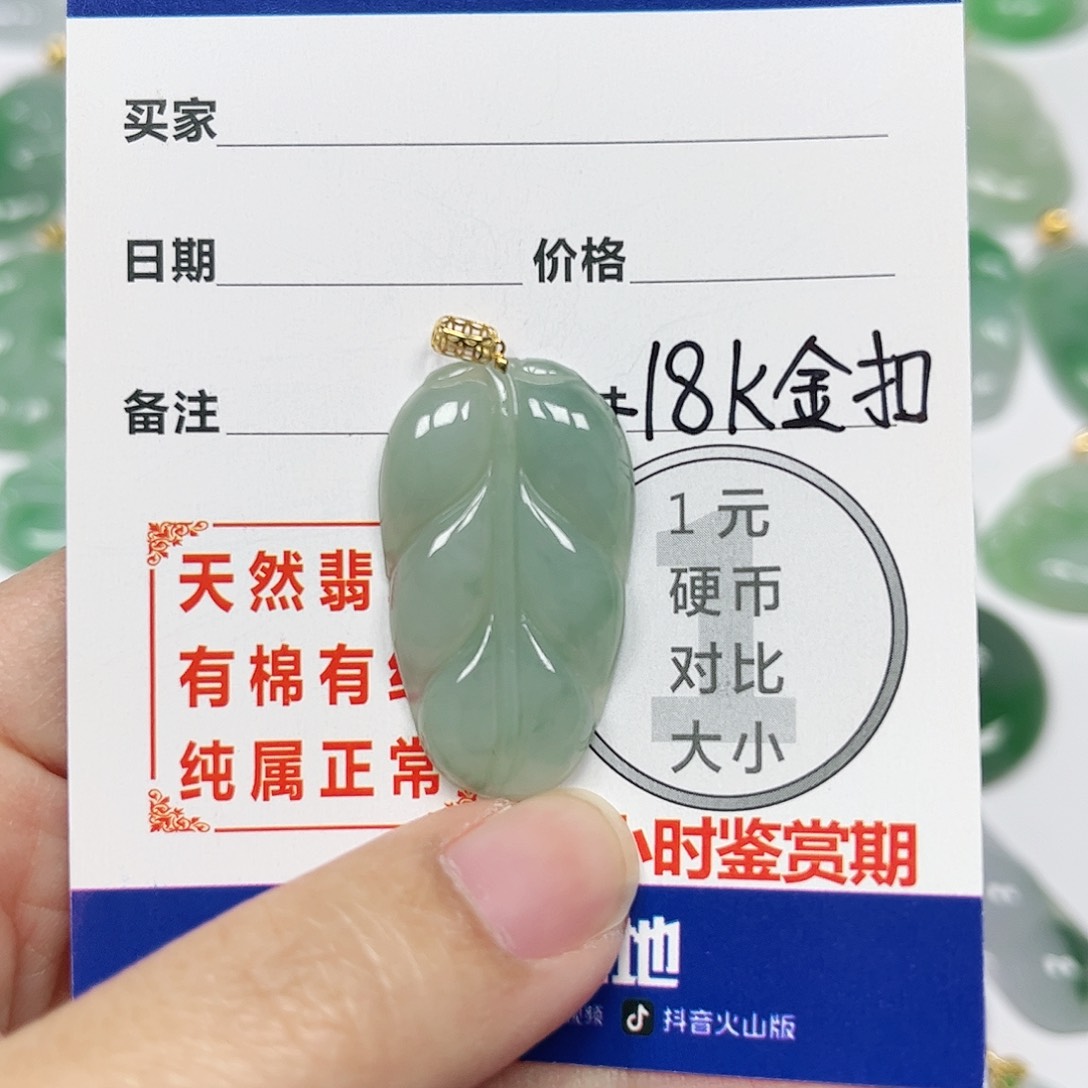 买家
日期 价格
备注
18K金扣
1元
硬币
对比
大小
天然翡
有棉有
纯属正常
时鉴赏期
地
抖音火山版